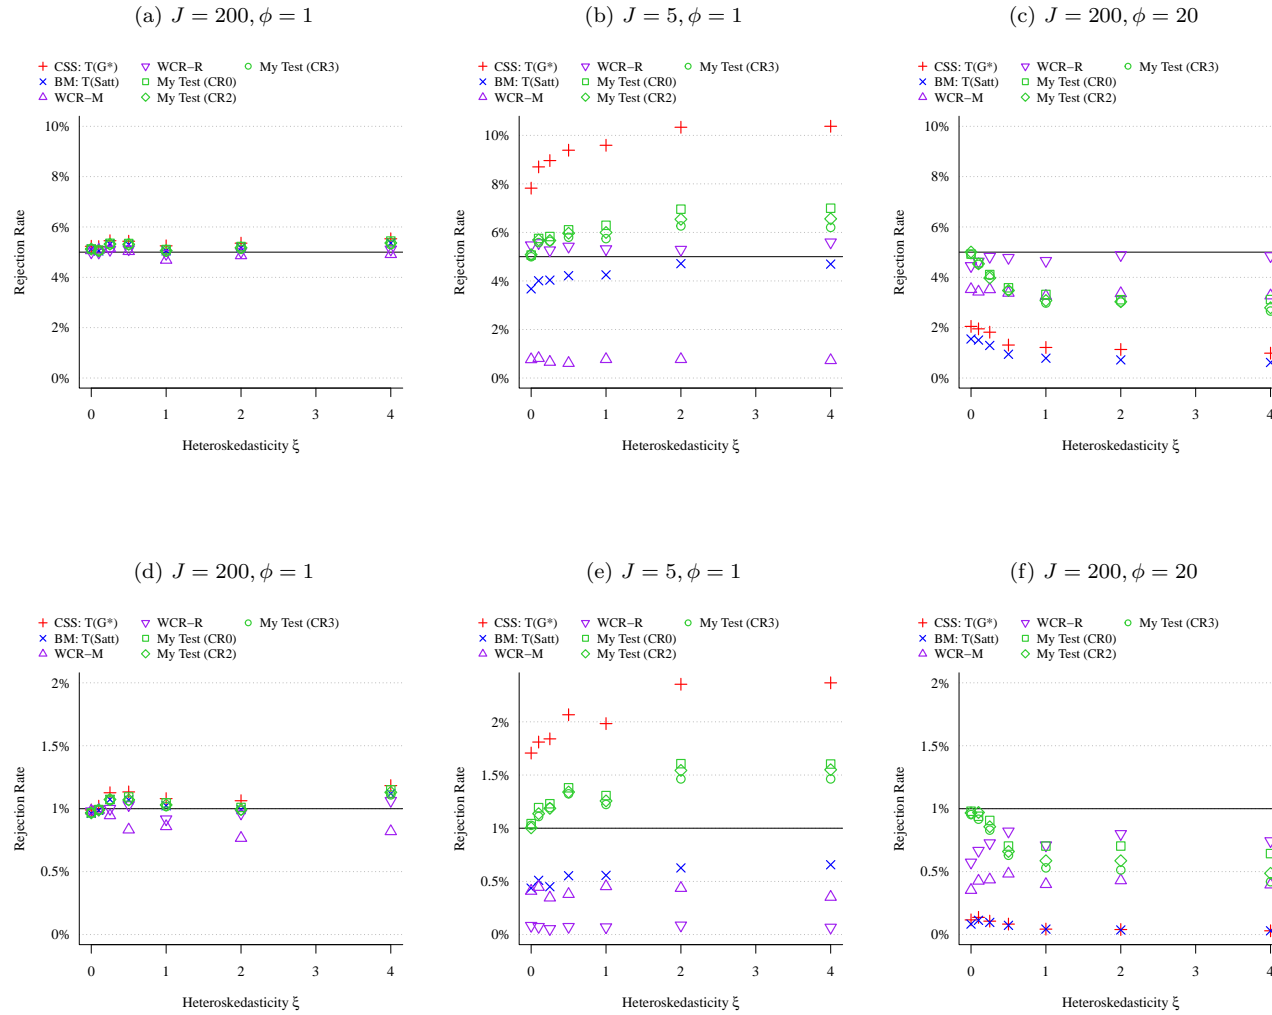 (a) J = 200, ϕ = 1
CSS: T(G*)
WCR−R
My Test (CR3)
BM: T(Satt)
My Test (CR0)
WCR−M
My Test (CR2)
10%
8%
6%
4%
2%
0%
Rejection Rate
0 1 2 3 4
Heteroskedasticity ξ
(b) J = 5, ϕ = 1
CSS: T(G*)
WCR−R
My Test (CR3)
BM: T(Satt)
My Test (CR0)
WCR−M
My Test (CR2)
10%
8%
6%
4%
2%
0%
Rejection Rate
0 1 2 3 4
Heteroskedasticity ξ
(c) J = 200, ϕ = 20
CSS: T(G*)
WCR−R
My Test (CR3)
BM: T(Satt)
My Test (CR0)
WCR−M
My Test (CR2)
10%
8%
6%
4%
2%
0%
Rejection Rate
0 1 2 3 4
Heteroskedasticity ξ
(d) J = 200, ϕ = 1
CSS: T(G*)
WCR−R
My Test (CR3)
BM: T(Satt)
My Test (CR0)
WCR−M
My Test (CR2)
2%
1.5%
1%
0.5%
0%
Rejection Rate
0 1 2 3 4
Heteroskedasticity ξ
(e) J = 5, ϕ = 1
CSS: T(G*)
WCR−R
My Test (CR3)
BM: T(Satt)
My Test (CR0)
WCR−M
My Test (CR2)
2%
1.5%
1%
0.5%
0%
Rejection Rate
0 1 2 3 4
Heteroskedasticity ξ
(f) J = 200, ϕ = 20
CSS: T(G*)
WCR−R
My Test (CR3)
BM: T(Satt)
My Test (CR0)
WCR−M
My Test (CR2)
2%
1.5%
1%
0.5%
0%
Rejection Rate
0 1 2 3 4
Heteroskedasticity ξ